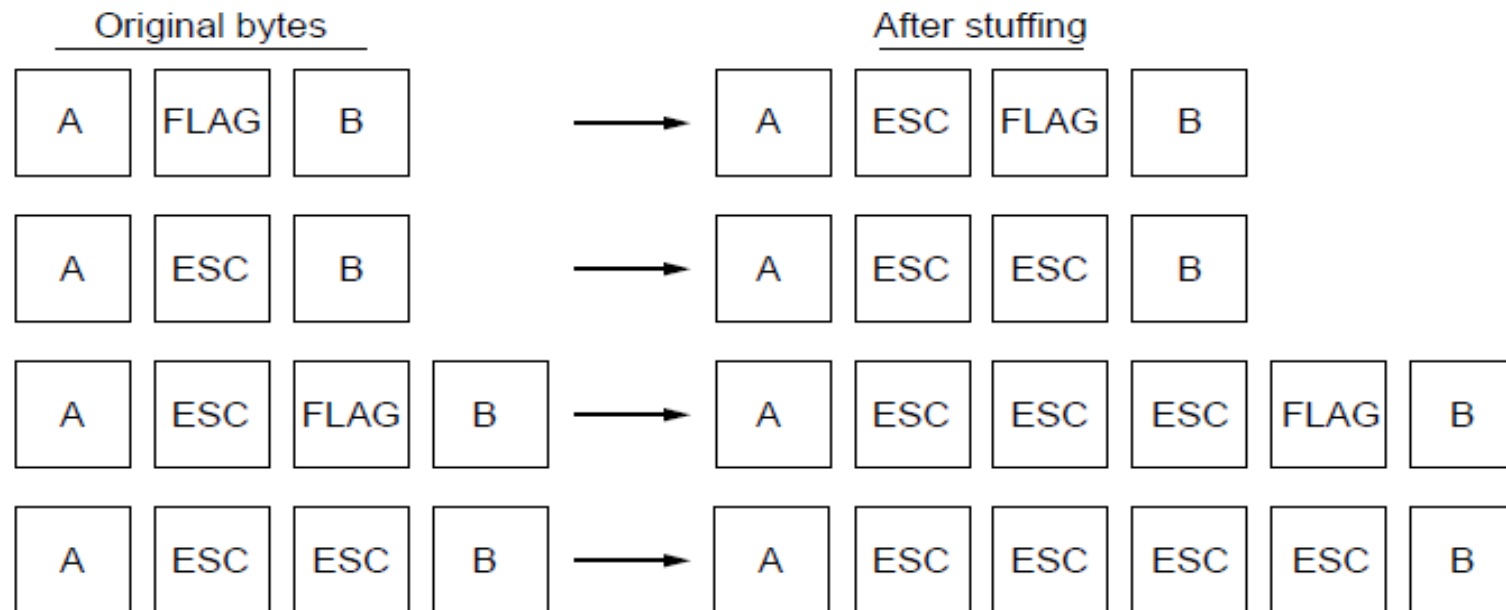 Original bytes After stuffing
A FLAG B A ESC FLAG B
A ESC B A ESC ESC B
A ESC FLAG B A ESC ESC ESC FLAG B
A ESC ESC B A ESC ESC ESC ESC B